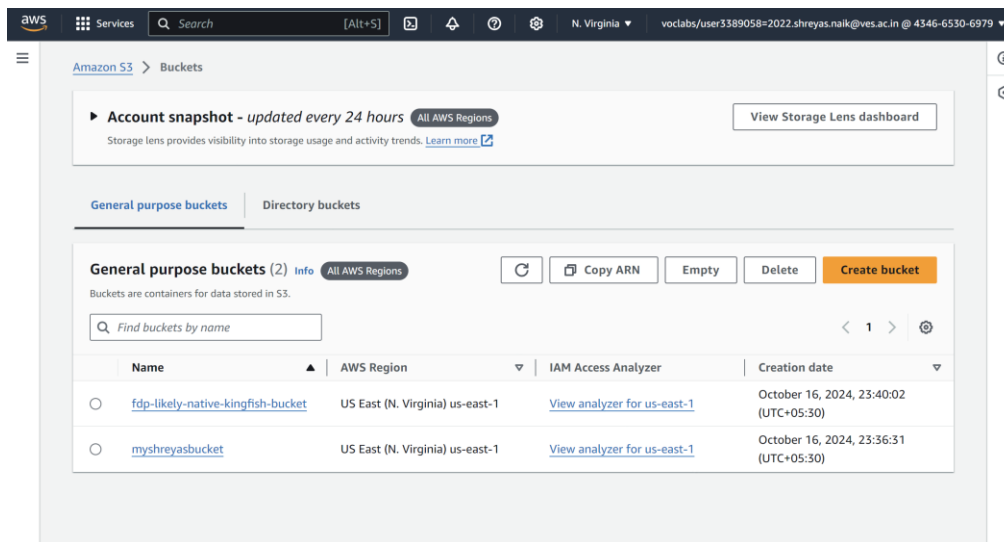 aws Services Search [Alt+S] N. Virginia voclabs/user3389058=2022.shreyas.naik@ves.ac.in @ 4346-6530-6979
Amazon S3 > Buckets
Account snapshot - updated every 24 hours All AWS Regions View Storage Lens dashboard
Storage lens provides visibility into storage usage and activity trends. Learn more
General purpose buckets Directory buckets
General purpose buckets (2) Info All AWS Regions Copy ARN Empty Delete Create bucket
Buckets are containers for data stored in S3.
Find buckets by name 1
Name AWS Region IAM Access Analyzer Creation date
fdp-likely-native-kingfish-bucket US East (N. Virginia) us-east-1 View analyzer for us-east-1 October 16, 2024, 23:40:02
(UTC+05:30)
myshreyasbucket US East (N. Virginia) us-east-1 View analyzer for us-east-1 October 16, 2024, 23:36:31
(UTC+05:30)